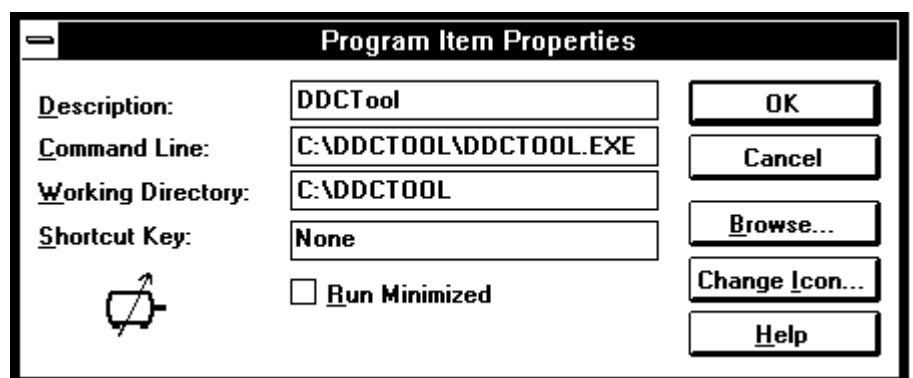 Program Item Properties
Description: DDCTool
Command Line: C:\DDCTOOL\DDCTOOL.EXE
Working Directory: C:\DDCTOOL
Shortcut Key: None
Run Minimized
OK
Cancel
Browse...
Change Icon...
Help